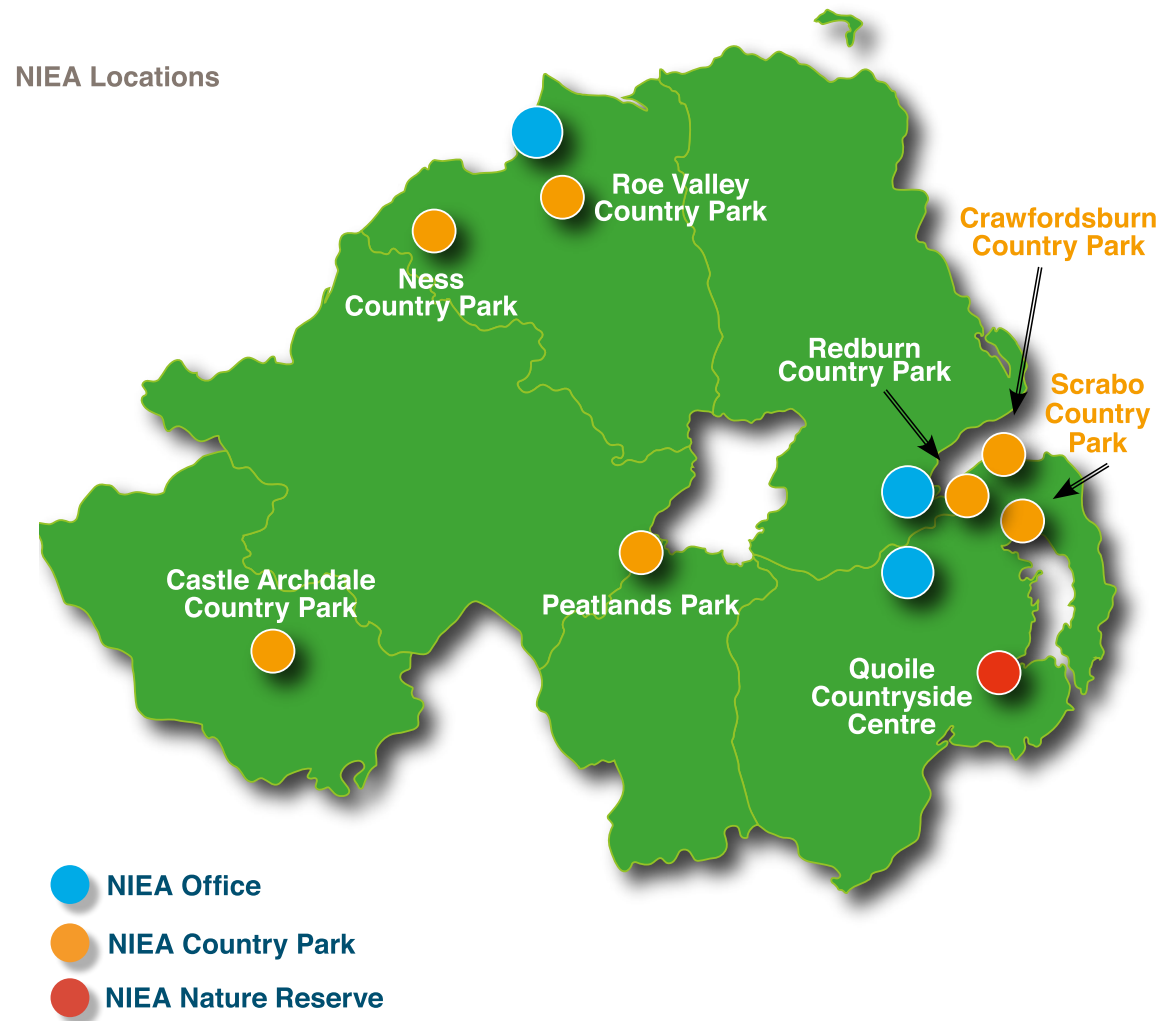 NIEA Locations
Roe Valley
Country Park
Crawfordsburn
Country Park
Ness
Country Park
Redburn
Country Park
Scrabo
Country
Park
Castle Archdale
Country Park
Peatlands Park
Quoile
Countryside
Centre
NIEA Office
NIEA Country Park
NIEA Nature Reserve